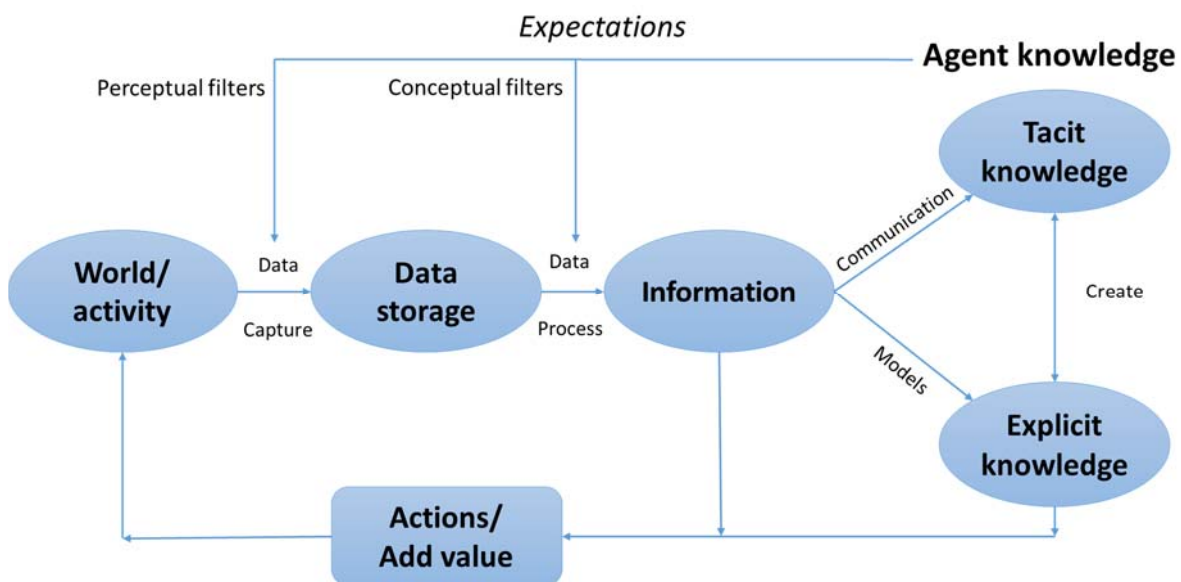 Expectations
Agent knowledge
Perceptual filters
Conceptual filters
Tacit
knowledge
Communication
World/
activity
Data
Capture
Data
storage
Data
Process
Information
Create
Models
Explicit
knowledge
Actions/
Add value